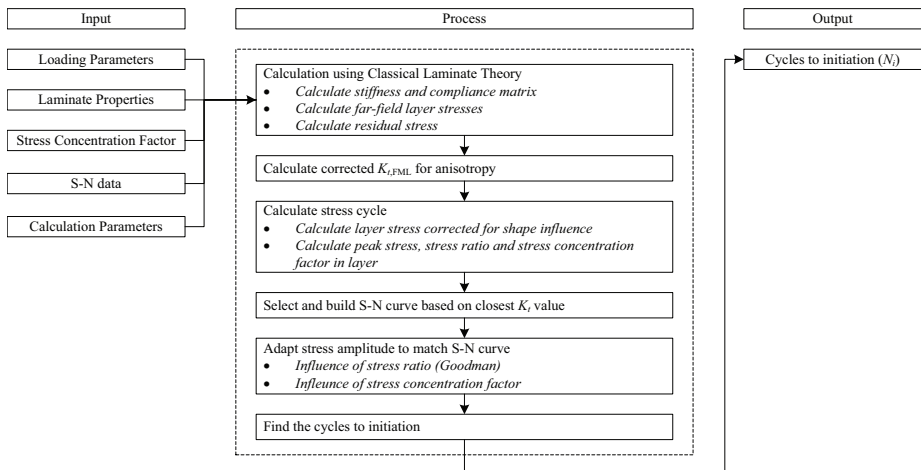 Input
Process
Output
Loading Parameters
Laminate Properties
Stress Concentration Factor
S-N data
Calculation Parameters
Calculation using Classical Laminate Theory
• Calculate stiffness and compliance matrix
• Calculate far-field layer stresses
• Calculate residual stress
Calculate corrected Kt,FML for anisotropy
Calculate stress cycle
• Calculate layer stress corrected for shape influence
• Calculate peak stress, stress ratio and stress concentration
factor in layer
Select and build S-N curve based on closest Kt value
Adapt stress amplitude to match S-N curve
• Influence of stress ratio (Goodman)
• Infleunce of stress concentration factor
Find the cycles to initiation
Cycles to initiation (Ni)